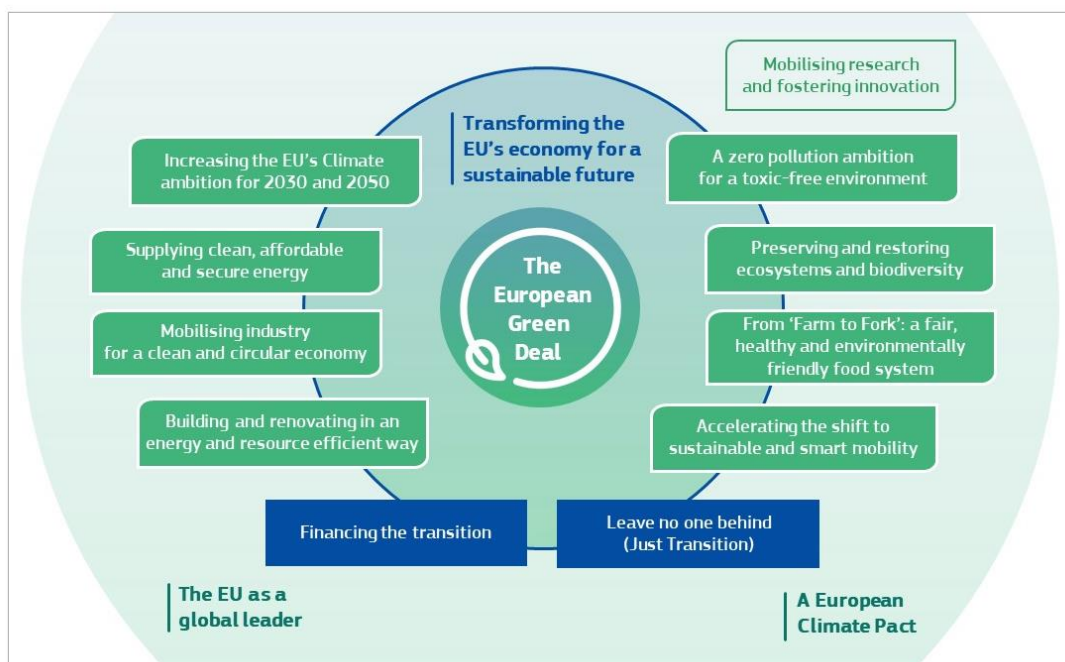 Mobilising research
and fostering innovation
Transforming the
EU's economy for a
sustainable future
Increasing the EU's Climate
ambition for 2030 and 2050
A zero pollution ambition
for a toxic-free environment
Supplying clean, affordable
and secure energy
The
European
Green
Deal
Preserving and restoring
ecosystems and biodiversity
Mobilising industry
for a clean and circular economy
From ‘Farm to Fork’: a fair,
healthy and environmentally
friendly food system
Building and renovating in an
energy and resource efficient way
Accelerating the shift to
sustainable and smart mobility
Financing the transition
Leave no one behind
(Just Transition)
The EU as a
global leader
A European
Climate Pact